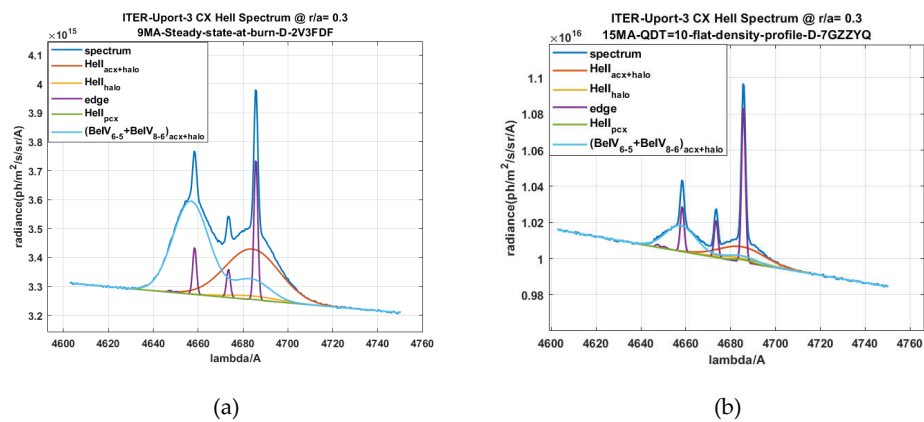 ITER-Uport-3 CX HeII Spectrum @ r/a= 0.3
9MA-Steady-state-at-burn-D-2V3FDF
×10^15
4.1
4
3.9
3.8
3.7
3.6
3.5
3.4
3.3
3.2
radiance(ph/m^2/s/sr/A)
spectrum
HeII_acx+halo
HeII_halo
edge
HeII_pcx
(BeIV_6-5+BeIV_8-6)_acx+halo
4600 4620 4640 4660 4680 4700 4720 4740 4760
lambda/A
(a)
ITER-Uport-3 CX HeII Spectrum @ r/a= 0.3
15MA-QDT=10-flat-density-profile-D-7GZZYQ
×10^16
1.1
1.08
1.06
1.04
1.02
1
0.98
radiance(ph/m^2/s/sr/A)
spectrum
HeII_acx+halo
HeII_halo
edge
HeII_pcx
(BeIV_6-5+BeIV_8-6)_acx+halo
4600 4620 4640 4660 4680 4700 4720 4740 4760
lambda/A
(b)